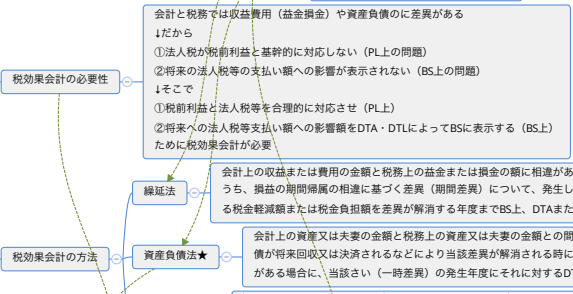 会計と税務では収益費用（益金損金）や資産負債のに差異がある
↓だから
①法人税が税前利益と基幹的に対応しない（PL上の問題）
②将来の法人税等の支払い額への影響が表示されない（BS上の問題）
↓そこで
①税前利益と法人税等を合理的に対応させ（PL上）
②将来への法人税等支払い額への影響額をDTA・DTLによってBSに表示する（BS上）
ために税効果会計が必要
税効果会計の必要性
繰延法
会計上の収益または費用の金額と税務上の益金または損金の額に相違があ
うち、損益の期間帰属の相違に基づく差異（期間差異）について、発生し
る税金軽減額または税金負担額を差異が解消する年度までBS上、DTAまた
税効果会計の方法
資産負債法★
会計上の資産又は夫妻の金額と税務上の資産又は夫妻の金額との間
債が将来回収又は決済されるなどにより当該差異が解消される時に
がある場合に、当該さい（一時差異）の発生年度にそれに対するDT